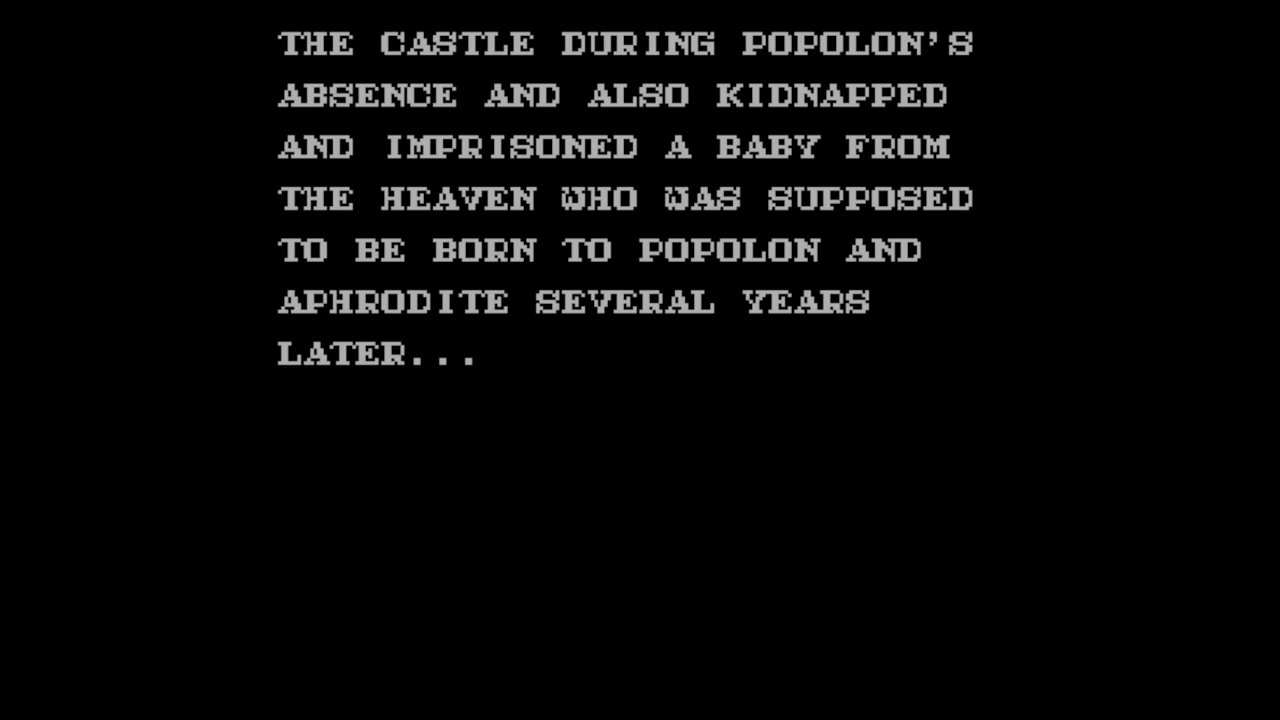 THE CASTLE DURING POPOLON'S
ABSENCE AND ALSO KIDNAPPED
AND IMPRISONED A BABY FROM
THE HEAVEN WHO WAS SUPPOSED
TO BE BORN TO POPOLON AND
APHRODITE SEVERAL YEARS
LATER...